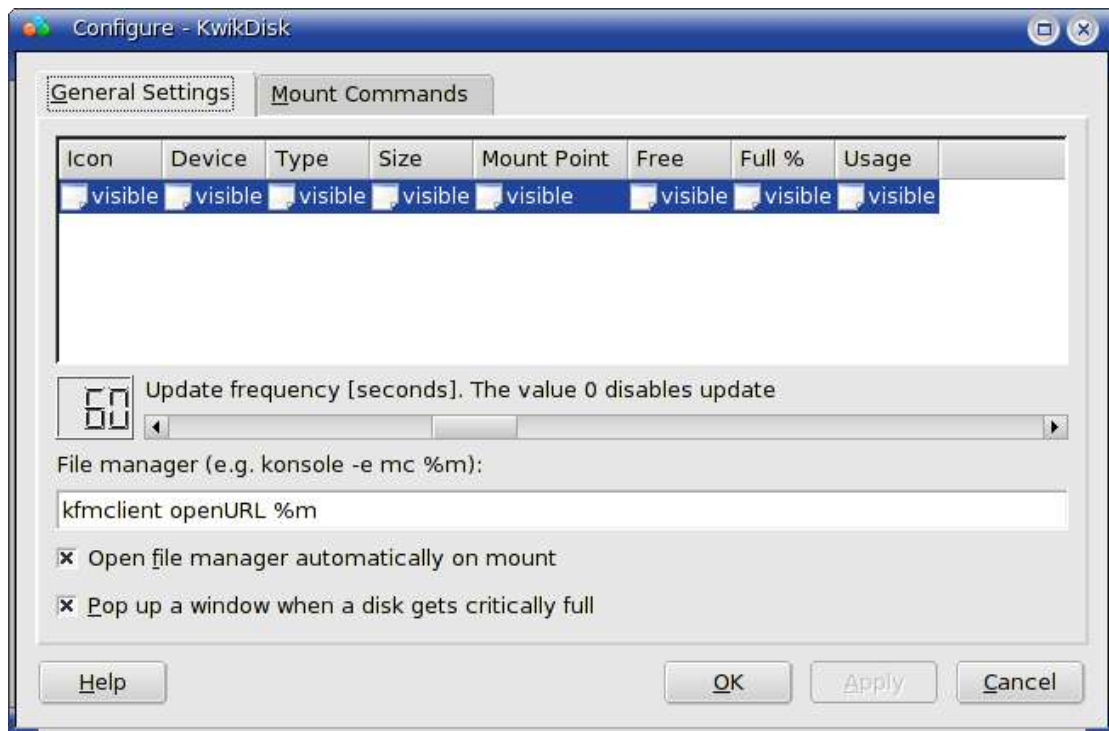 Configure - KwikDisk
General Settings Mount Commands
Icon Device Type Size Mount Point Free Full % Usage
visible visible visible visible visible visible visible visible
60 Update frequency [seconds]. The value 0 disables update
File manager (e.g. konsole -e mc %m):
kfmclient openURL %m
Open file manager automatically on mount
Pop up a window when a disk gets critically full
Help OK Apply Cancel